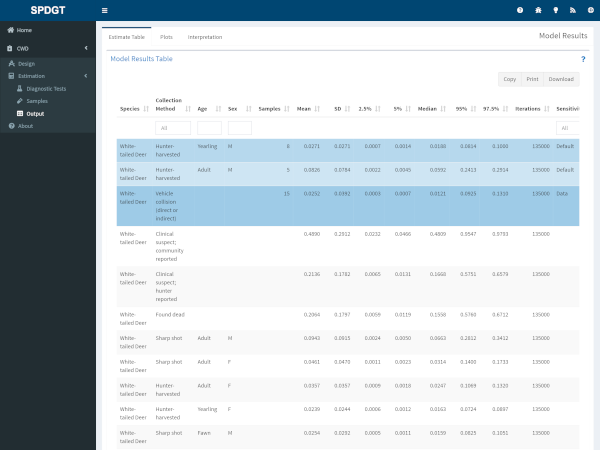 SPDGT
Home
CWD
Design
Estimation
Diagnostic Tests
Samples
Output
About
Estimate Table Plots Interpretation Model Results
Model Results Table ?
Copy Print Download
Species Collection Method Age Sex Samples Mean SD 2.5% 5% Median 95% 97.5% Iterations Sensitivi
All All
White-tailed Deer Hunter-harvested Yearling M 8 0.0271 0.0271 0.0007 0.0014 0.0188 0.0814 0.1000 135000 Default
White-tailed Deer Hunter-harvested Adult M 5 0.0826 0.0784 0.0022 0.0045 0.0592 0.2413 0.2914 135000 Default
White-tailed Deer Vehicle collision (direct or indirect) 15 0.0252 0.0392 0.0003 0.0007 0.0121 0.0925 0.1310 135000 Data
White-tailed Deer Clinical suspect; community reported 0.4890 0.2912 0.0232 0.0466 0.4809 0.9547 0.9793 135000
White-tailed Deer Clinical suspect; hunter reported 0.2136 0.1782 0.0065 0.0131 0.1668 0.5751 0.6579 135000
White-tailed Deer Found dead 0.2064 0.1797 0.0059 0.0119 0.1558 0.5760 0.6712 135000
White-tailed Deer Sharp shot Adult M 0.0943 0.0915 0.0024 0.0050 0.0663 0.2812 0.3412 135000
White-tailed Deer Sharp shot Adult F 0.0461 0.0470 0.0011 0.0023 0.0314 0.1400 0.1733 135000
White-tailed Deer Hunter-harvested Adult F 0.0357 0.0357 0.0009 0.0018 0.0247 0.1069 0.1320 135000
White-tailed Deer Hunter-harvested Yearling F 0.0239 0.0244 0.0006 0.0012 0.0163 0.0724 0.0897 135000
White-tailed Deer Sharp shot Fawn M 0.0254 0.0292 0.0005 0.0011 0.0159 0.0825 0.1051 135000